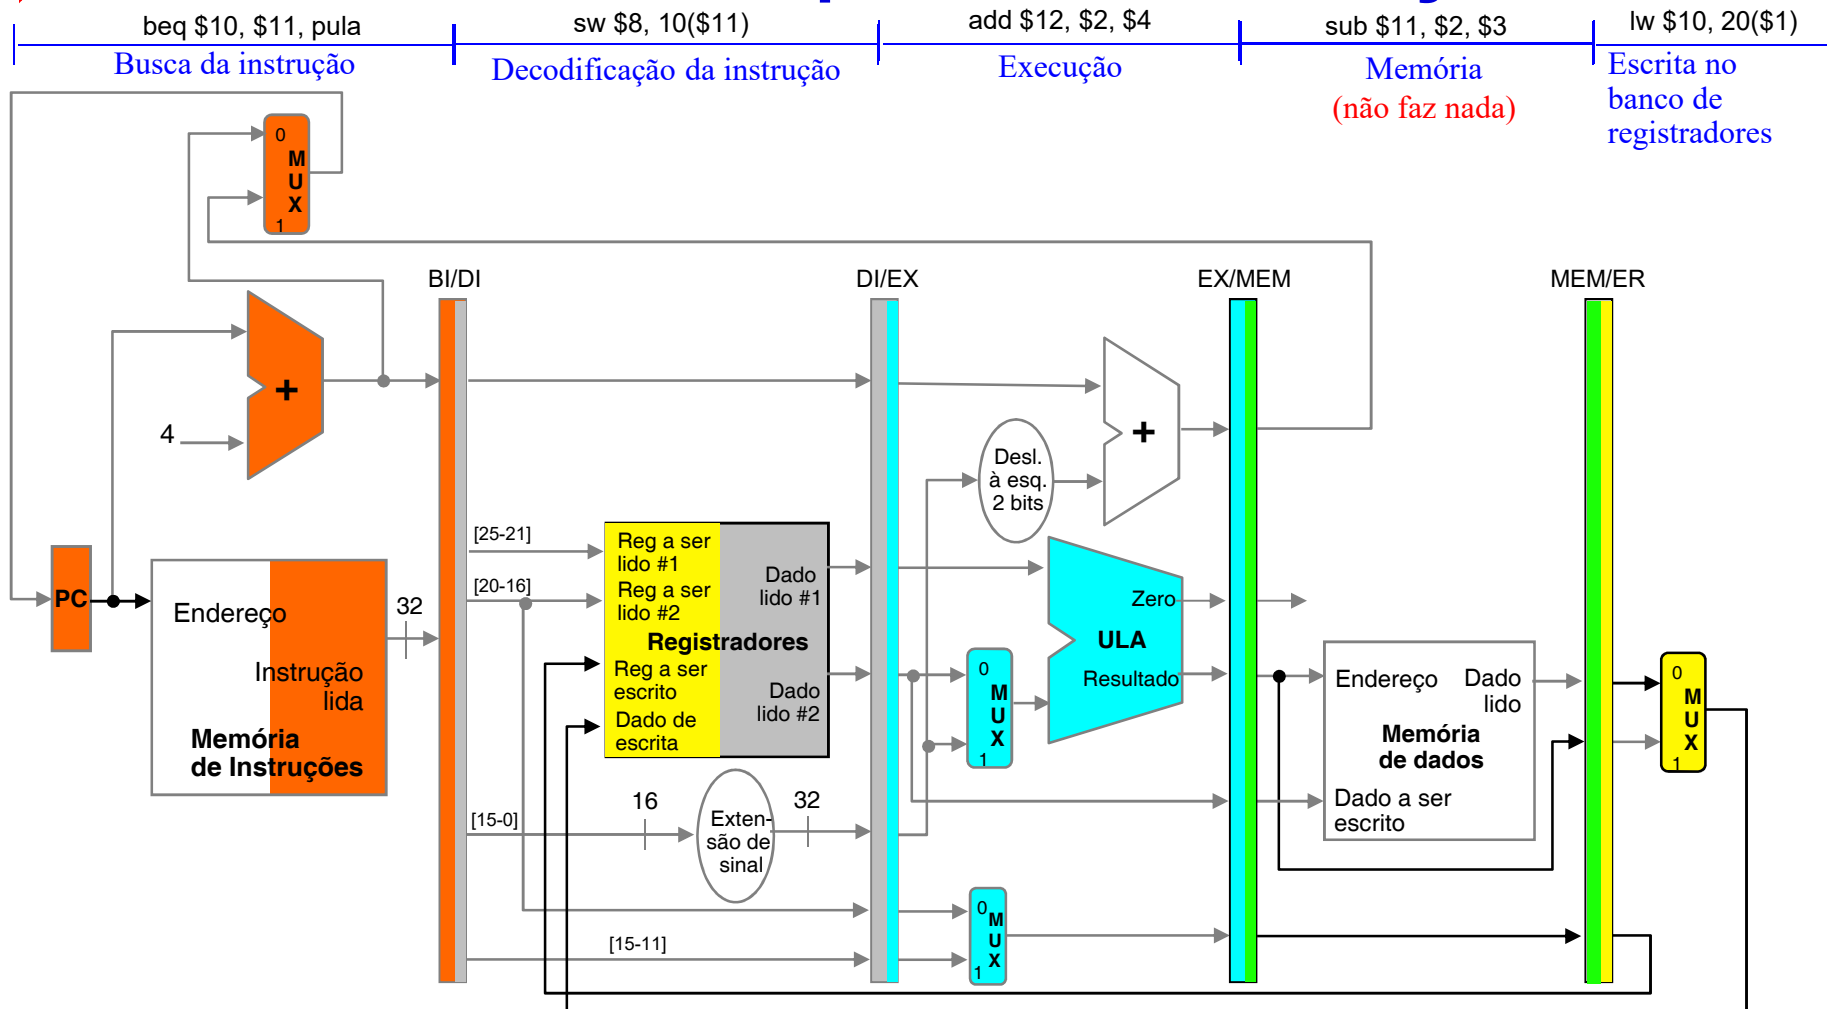 beq $10, $11, pula
sw $8, 10($11)
add $12, $2, $4
sub $11, $2, $3
lw $10, 20($1)
Busca da instrução
Decodificação da instrução
Execução
Memória
(não faz nada)
Escrita no
banco de
registradores
0
M
U
X
1
BI/DI
DI/EX
EX/MEM
MEM/ER
+
4
+
Desl.
à esq.
2 bits
PC
Endereço
Instrução
lida
Memória
de Instruções
32
[25-21]
[20-16]
[15-0]
[15-11]
Reg a ser
lido #1
Reg a ser
lido #2
Registradores
Reg a ser
escrito
Dado de
escrita
Dado
lido #1
Dado
lido #2
16
Exten-
são de
sinal
32
0
M
U
X
1
Zero
ULA
Resultado
0
M
U
X
1
Endereço
Dado
lido
Memória
de dados
Dado a ser
escrito
0
M
U
X
1